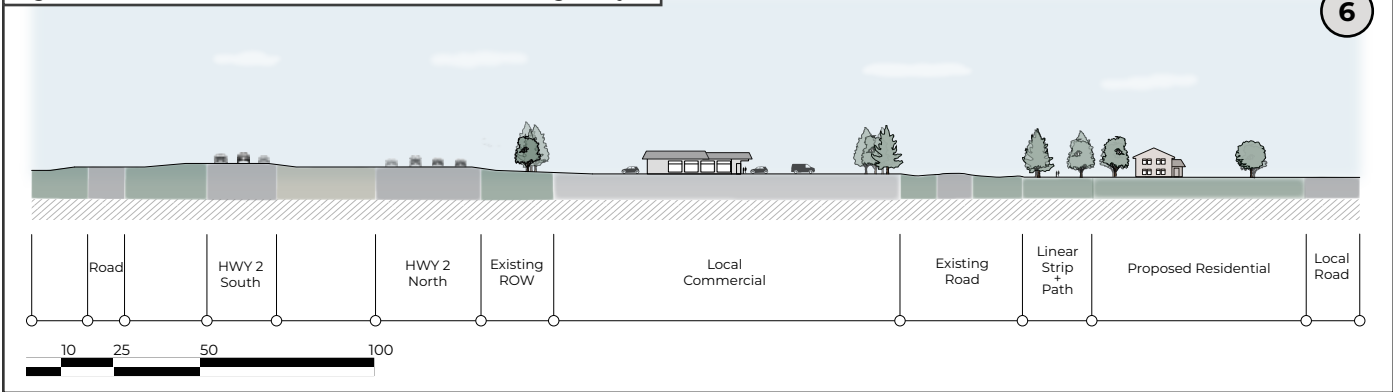 6
Road
HWY 2
South
HWY 2
North
Existing
ROW
Local
Commercial
Existing
Road
Linear
Strip
+
Path
Proposed Residential
Local
Road
10 25 50 100